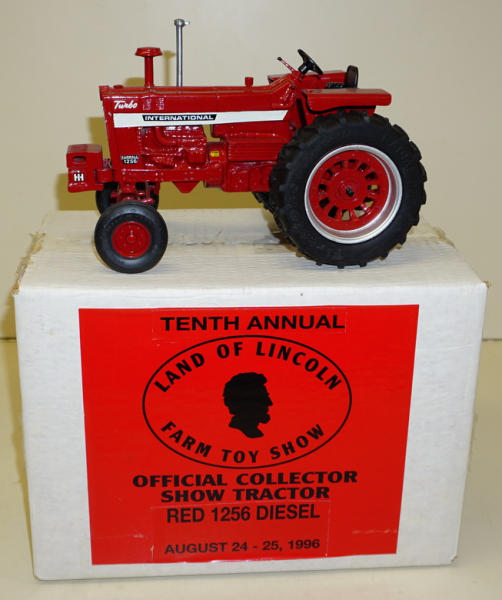 Turbo
INTERNATIONAL
FARMALL
1256
IH
TENTH ANNUAL
LAND OF LINCOLN
FARM TOY SHOW
OFFICIAL COLLECTOR
SHOW TRACTOR
RED 1256 DIESEL
AUGUST 24 - 25, 1996